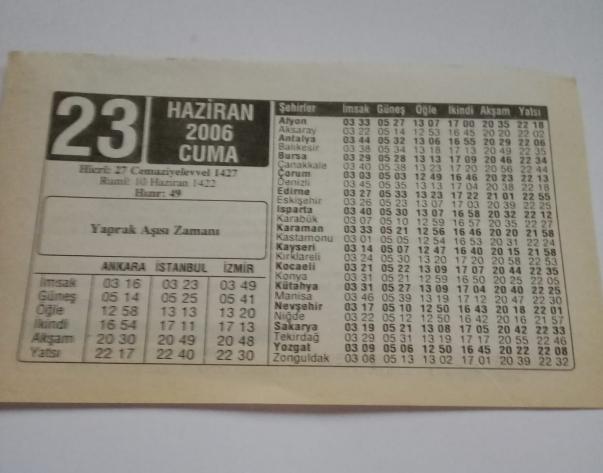 23
HAZİRAN
2006
CUMA
Hicrî: 27 Cemaziyelevvel 1427
Rumî: 10 Haziran 1422
Hızır: 49
Yaprak Aşısı Zamanı
ANKARA İSTANBUL İZMİR
İmsak 03 16 03 23 03 49
Güneş 05 14 05 25 05 41
Öğle 12 58 13 13 13 20
İkindi 16 54 17 11 17 13
Akşam 20 30 20 49 20 48
Yatsı 22 17 22 40 22 30
Şehirler İmsak Güneş Öğle İkindi Akşam Yatsı
Afyon 03 33 05 27 13 07 17 00 20 35 22 18
Aksaray 03 22 05 14 12 53 16 45 20 20 22 02
Antalya 03 44 05 32 13 06 16 55 20 29 22 06
Balıkesir 03 38 05 34 13 18 17 13 20 49 22 35
Bursa 03 29 05 28 13 13 17 09 20 46 22 34
Çanakkale 03 40 05 38 13 23 17 20 20 56 22 44
Çorum 03 03 05 03 12 49 16 46 20 23 22 13
Denizli 03 45 05 35 13 13 17 04 20 38 22 18
Edirne 03 27 05 33 13 23 17 22 21 01 22 55
Eskişehir 03 26 05 23 13 07 17 03 20 39 22 25
Isparta 03 40 05 30 13 07 16 58 20 32 22 12
Karabük 03 07 05 10 12 59 16 57 20 35 22 27
Karaman 03 33 05 21 12 56 16 46 20 20 21 58
Kastamonu 03 01 05 05 12 54 16 53 20 31 22 24
Kayseri 03 14 05 07 12 47 16 40 20 15 21 58
Kırklareli 03 24 05 30 13 20 17 20 20 58 22 53
Kocaeli 03 21 05 22 13 09 17 07 20 44 22 35
Konya 03 31 05 21 12 59 16 50 20 25 22 05
Kütahya 03 31 05 27 13 09 17 04 20 40 22 25
Manisa 03 46 05 39 13 19 17 12 20 47 22 30
Nevşehir 03 17 05 10 12 50 16 43 20 18 22 01
Niğde 03 22 05 12 12 50 16 42 20 16 21 57
Sakarya 03 19 05 21 13 08 17 05 20 42 22 33
Tekirdağ 03 29 05 31 13 19 17 17 20 55 22 46
Yozgat 03 09 05 06 12 50 16 45 20 22 22 08
Zonguldak 03 08 05 13 13 02 17 01 20 39 22 32